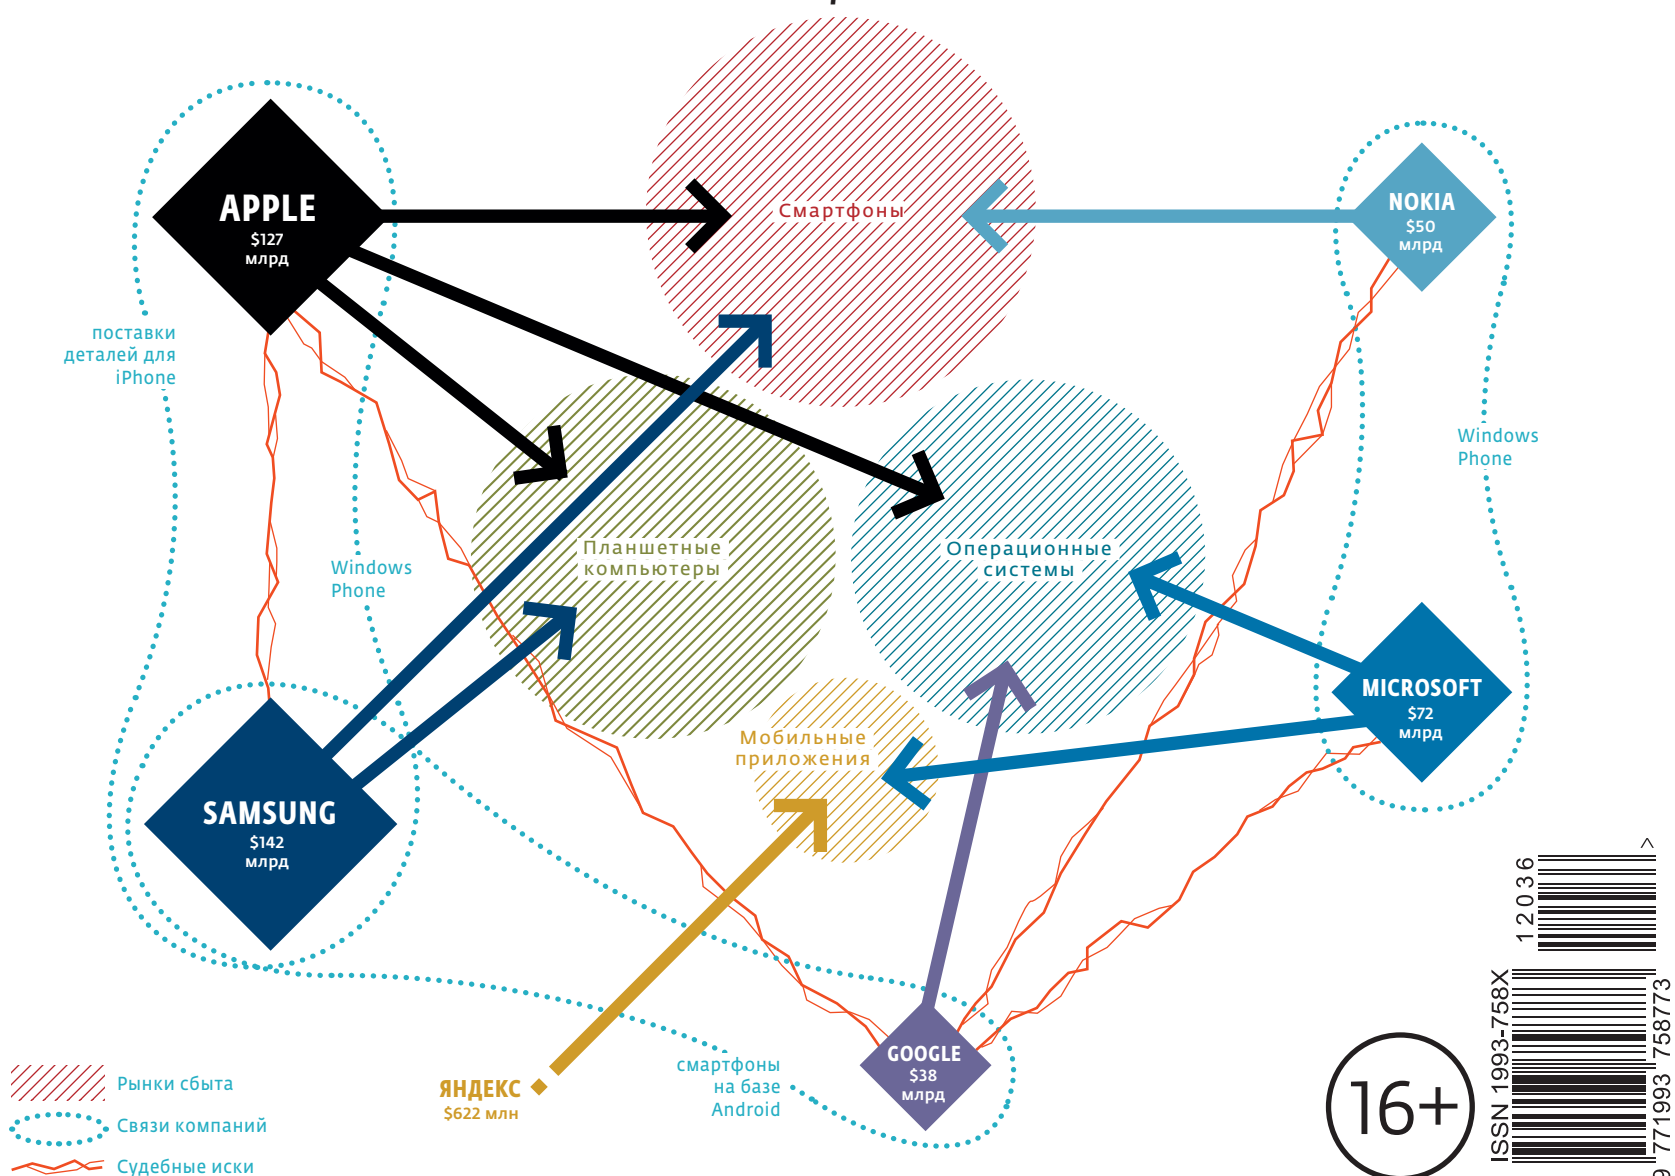 Смартфоны
APPLE
$127
млрд
NOKIA
$50
млрд
поставки
деталей для
iPhone
Windows
Phone
Планшетные
компьютеры
Операционные
системы
Windows
Phone
MICROSOFT
$72
млрд
Мобильные
приложения
SAMSUNG
$142
млрд
GOOGLE
$38
млрд
смартфоны
на базе
Android
ЯНДЕКС
$622 млн
Рынки сбыта
Связи компаний
Судебные иски
16+
12036 >
ISSN 1993-758X
9 771993 758773